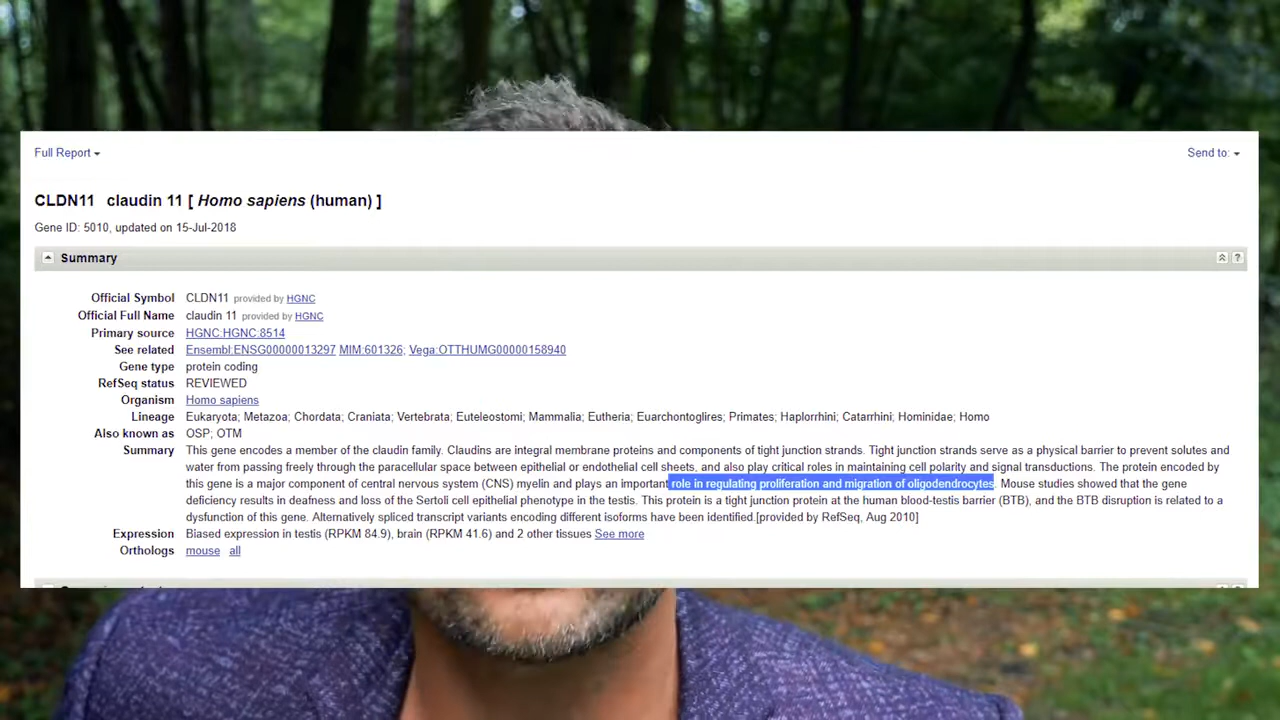 Full Report
Send to:
CLDN11 claudin 11 [ Homo sapiens (human) ]
Gene ID: 5010, updated on 15-Jul-2018
Summary
?
Official Symbol CLDN11 provided by HGNC
Official Full Name claudin 11 provided by HGNC
Primary source HGNC:HGNC:8514
See related Ensembl:ENSG00000013297 MIM:601326; Vega:OTTHUMG00000158940
Gene type protein coding
RefSeq status REVIEWED
Organism Homo sapiens
Lineage Eukaryota; Metazoa; Chordata; Craniata; Vertebrata; Euteleostomi; Mammalia; Eutheria; Euarchontoglires; Primates; Haplorrhini; Catarrhini; Hominidae; Homo
Also known as OSP; OTM
Summary This gene encodes a member of the claudin family. Claudins are integral membrane proteins and components of tight junction strands. Tight junction strands serve as a physical barrier to prevent solutes and
water from passing freely through the paracellular space between epithelial or endothelial cell sheets, and also play critical roles in maintaining cell polarity and signal transductions. The protein encoded by
this gene is a major component of central nervous system (CNS) myelin and plays an important role in regulating proliferation and migration of oligodendrocytes. Mouse studies showed that the gene
deficiency results in deafness and loss of the Sertoli cell epithelial phenotype in the testis. This protein is a tight junction protein at the human blood-testis barrier (BTB), and the BTB disruption is related to a
dysfunction of this gene. Alternatively spliced transcript variants encoding different isoforms have been identified.[provided by RefSeq, Aug 2010]
Expression Biased expression in testis (RPKM 84.9), brain (RPKM 41.6) and 2 other tissues See more
Orthologs mouse all